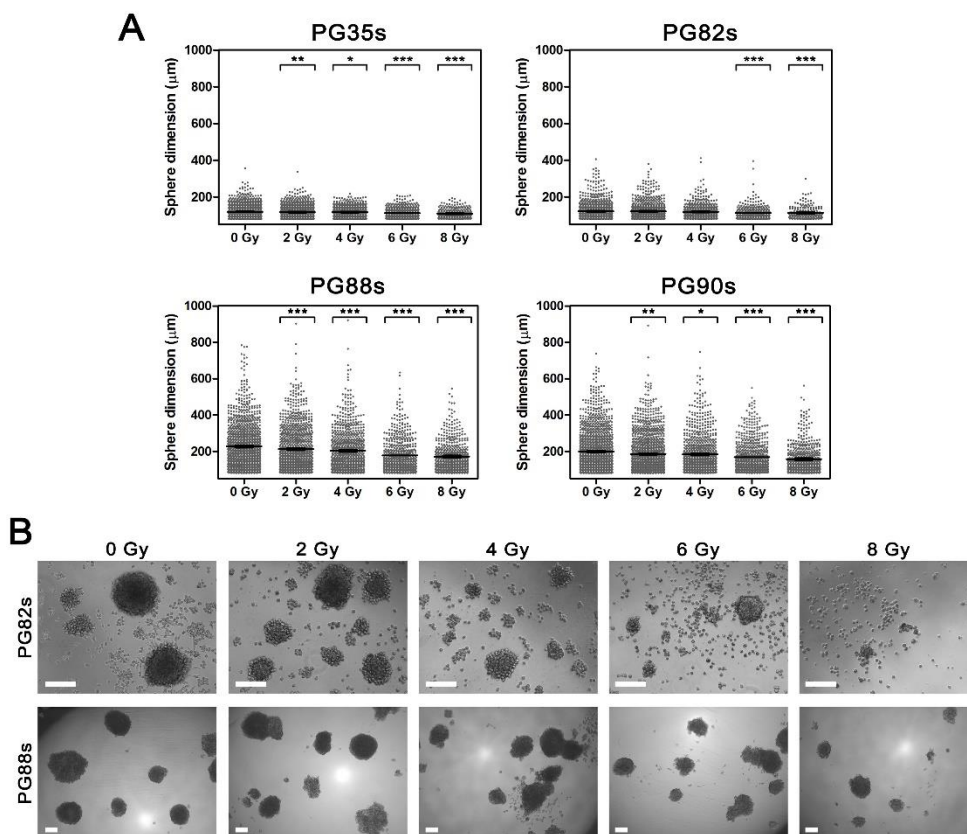 A
PG35s
PG82s
Sphere dimension (μm)
1000
800
600
400
200
** * *** ***
0 Gy 2 Gy 4 Gy 6 Gy 8 Gy
Sphere dimension (μm)
1000
800
600
400
200
*** ***
0 Gy 2 Gy 4 Gy 6 Gy 8 Gy
PG88s
PG90s
Sphere dimension (μm)
1000
800
600
400
200
*** *** *** ***
0 Gy 2 Gy 4 Gy 6 Gy 8 Gy
Sphere dimension (μm)
1000
800
600
400
200
** * *** ***
0 Gy 2 Gy 4 Gy 6 Gy 8 Gy
B
0 Gy 2 Gy 4 Gy 6 Gy 8 Gy
PG82s
PG88s